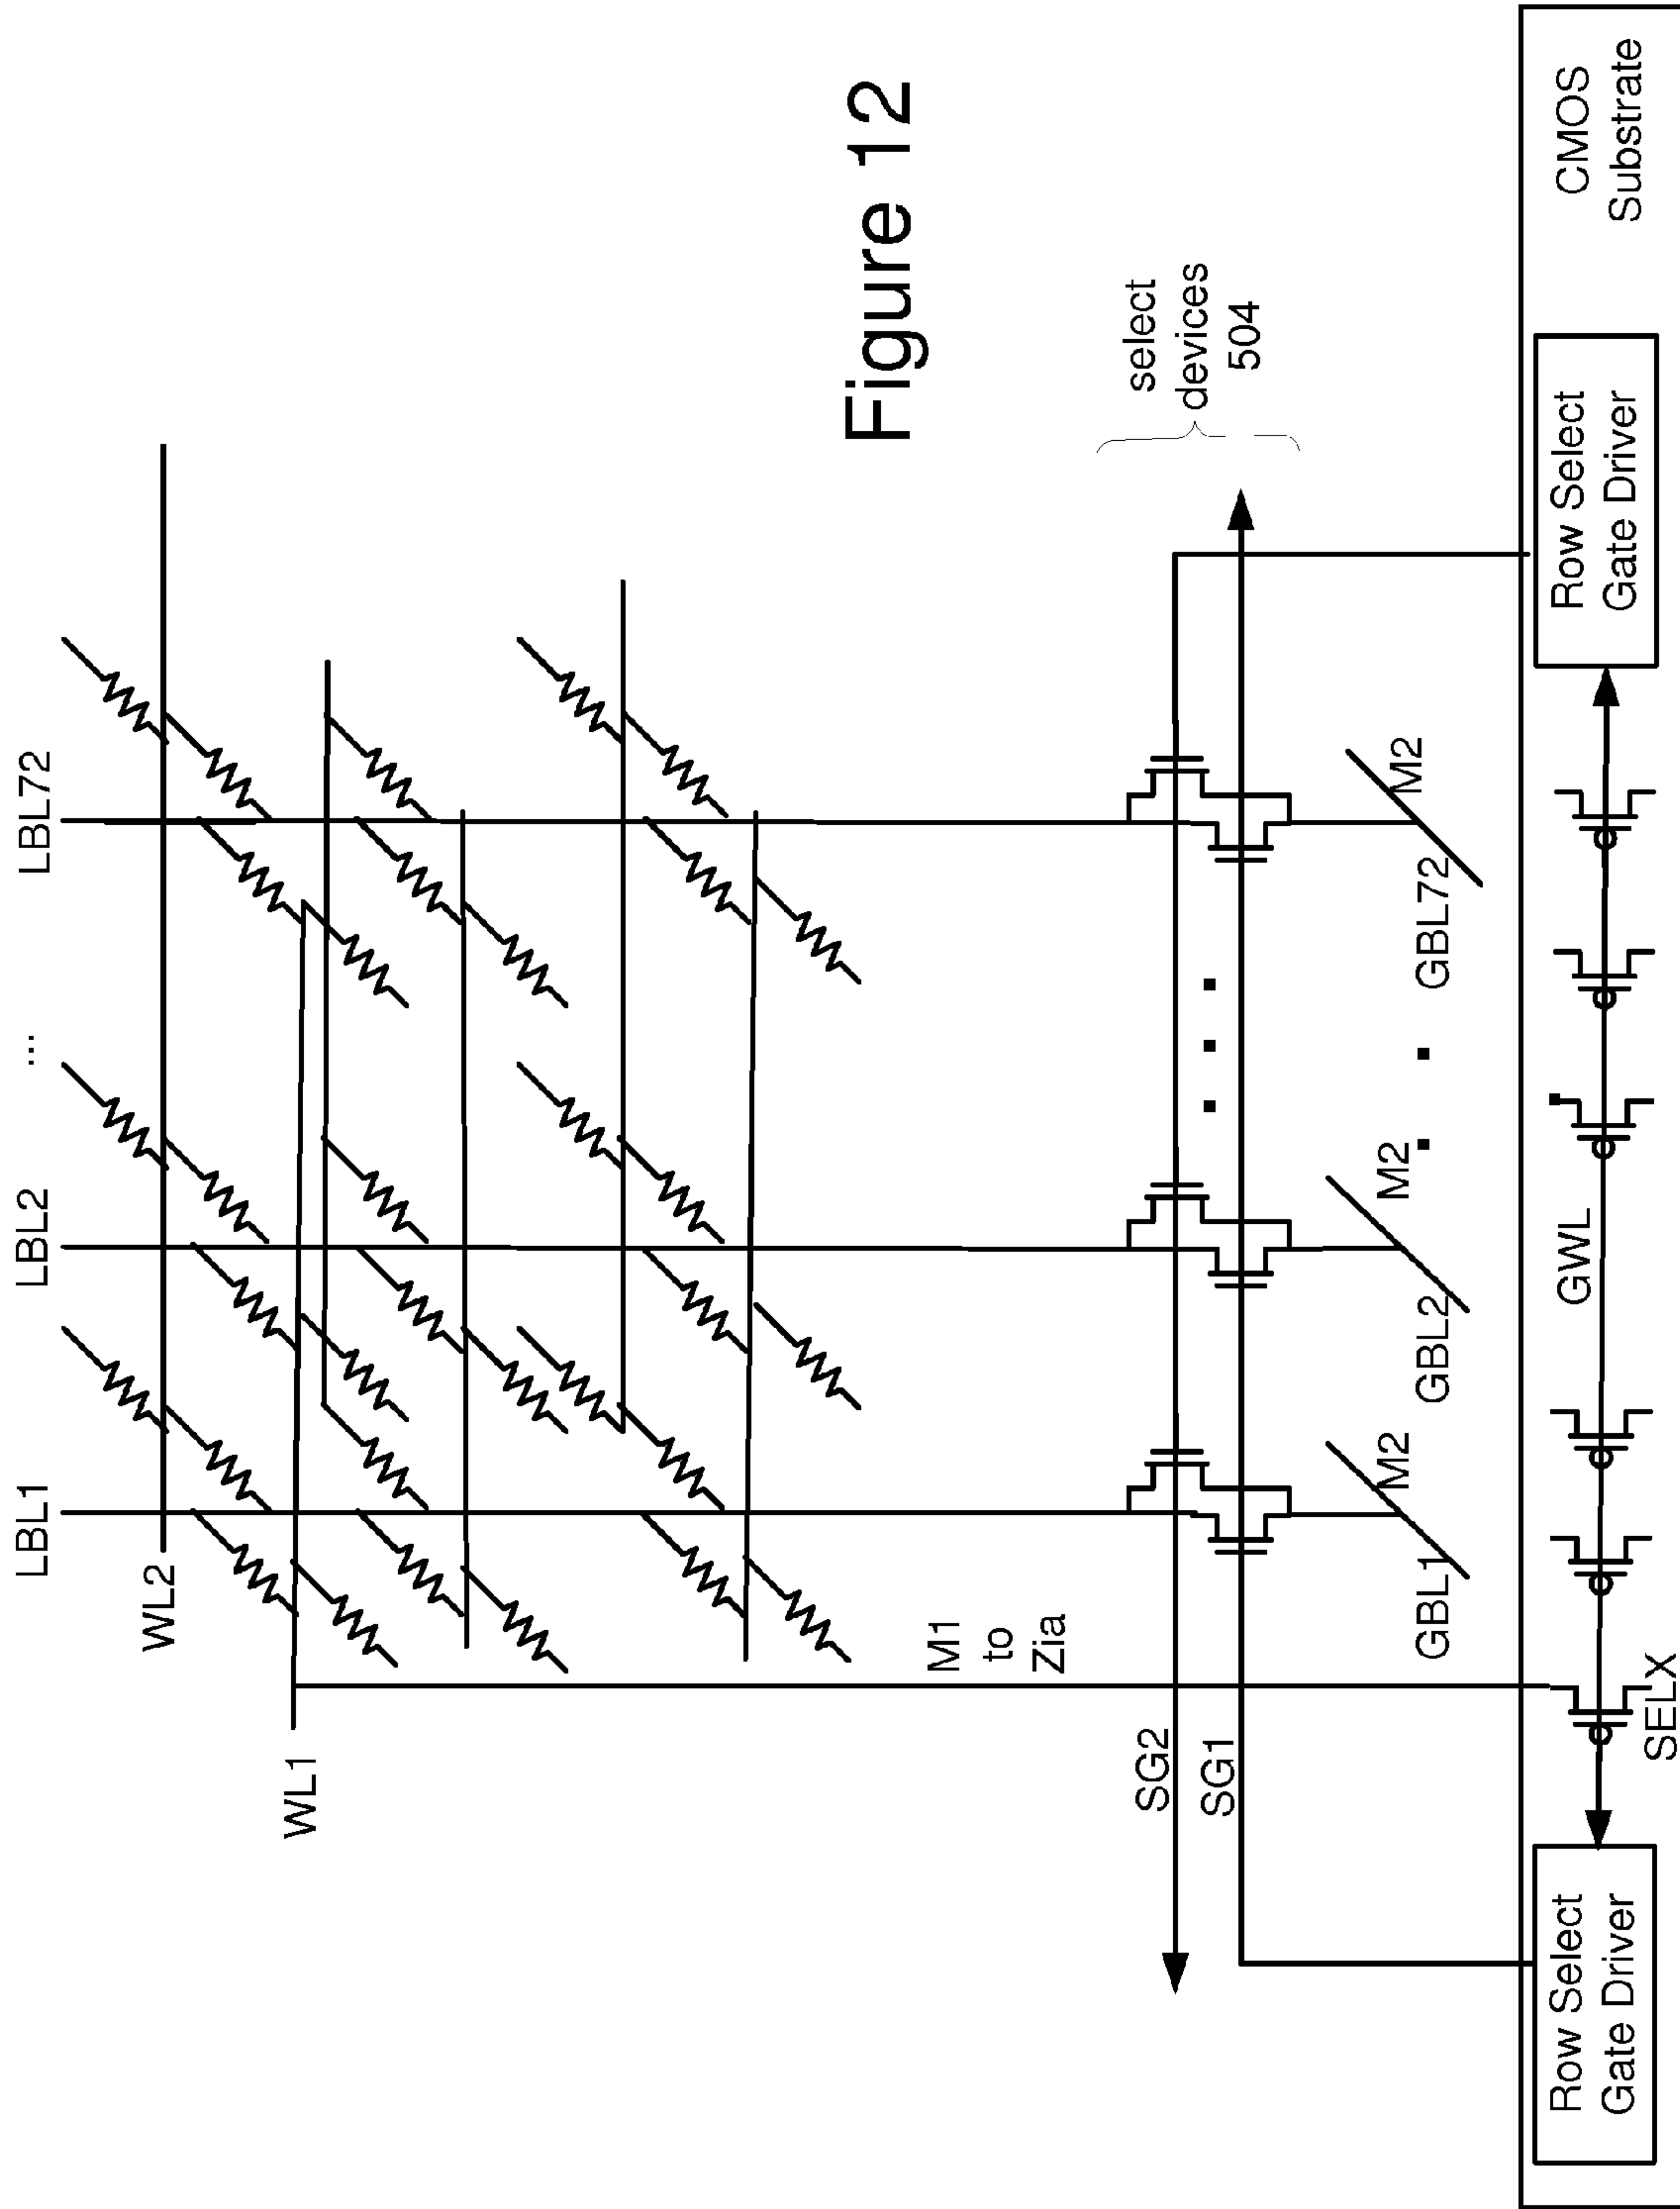 LBL1
LBL2
...
LBL72
WL2
WL1
M1
to
Zia
Figure 12
SG2
SG1
select
devices
504
M2
M2
M2
GBL1
GBL2
GBL72
GWL
SELX
Row Select
Gate Driver
Row Select
Gate Driver
CMOS
Substrate